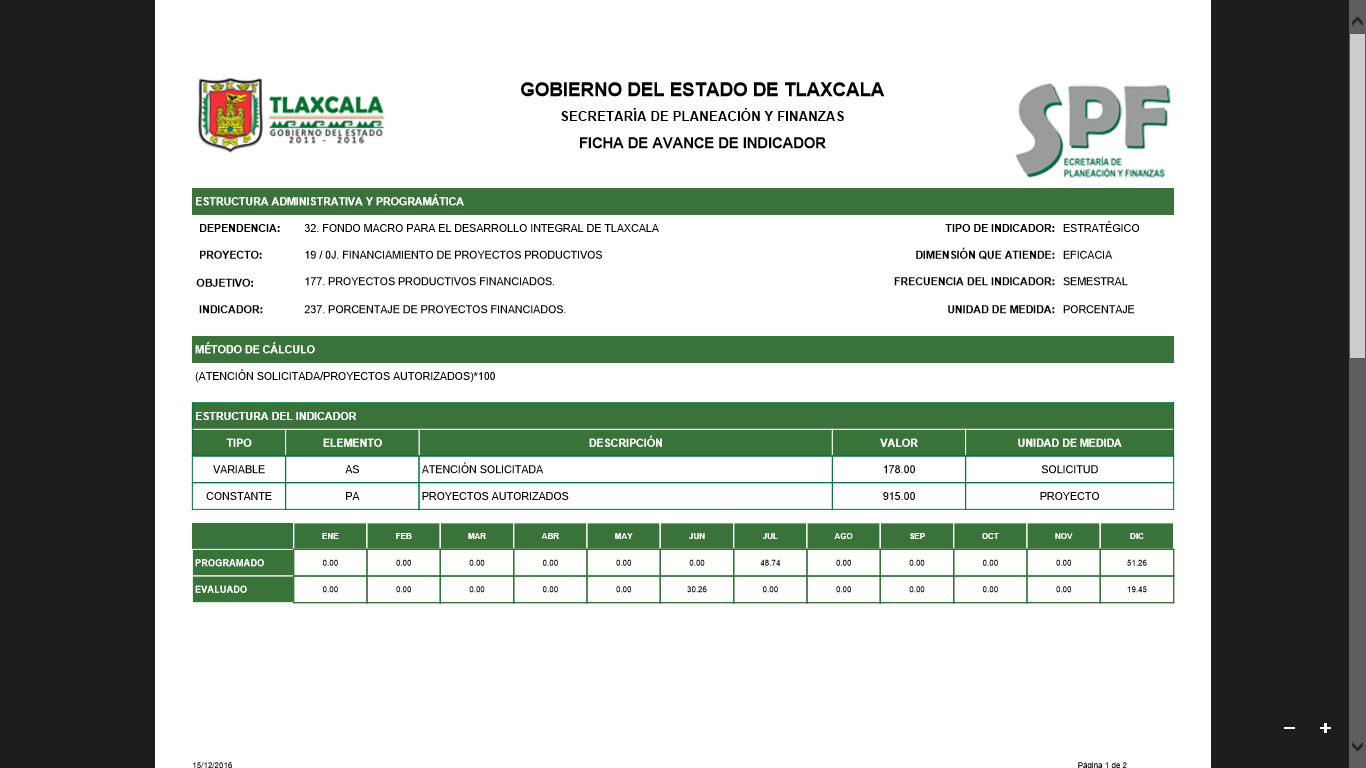 TLAXCALA
GOBIERNO DEL ESTADO
2011 - 2016
GOBIERNO DEL ESTADO DE TLAXCALA
SECRETARÍA DE PLANEACIÓN Y FINANZAS
FICHA DE AVANCE DE INDICADOR
SPF
ECRETARÍA DE
PLANEACIÓN Y FINANZAS
ESTRUCTURA ADMINISTRATIVA Y PROGRAMÁTICA
DEPENDENCIA: 32. FONDO MACRO PARA EL DESARROLLO INTEGRAL DE TLAXCALA TIPO DE INDICADOR: ESTRATÉGICO
PROYECTO: 19 / 0J. FINANCIAMIENTO DE PROYECTOS PRODUCTIVOS DIMENSIÓN QUE ATIENDE: EFICACIA
OBJETIVO: 177. PROYECTOS PRODUCTIVOS FINANCIADOS. FRECUENCIA DEL INDICADOR: SEMESTRAL
INDICADOR: 237. PORCENTAJE DE PROYECTOS FINANCIADOS. UNIDAD DE MEDIDA: PORCENTAJE
MÉTODO DE CÁLCULO
(ATENCIÓN SOLICITADA/PROYECTOS AUTORIZADOS)*100
ESTRUCTURA DEL INDICADOR
TIPO ELEMENTO DESCRIPCIÓN VALOR UNIDAD DE MEDIDA
VARIABLE AS ATENCIÓN SOLICITADA 178.00 SOLICITUD
CONSTANTE PA PROYECTOS AUTORIZADOS 915.00 PROYECTO
ENE FEB MAR ABR MAY JUN JUL AGO SEP OCT NOV DIC
PROGRAMADO 0.00 0.00 0.00 0.00 0.00 0.00 48.74 0.00 0.00 0.00 0.00 51.26
EVALUADO 0.00 0.00 0.00 0.00 0.00 30.26 0.00 0.00 0.00 0.00 0.00 19.45
15/12/2016 Página 1 de 2